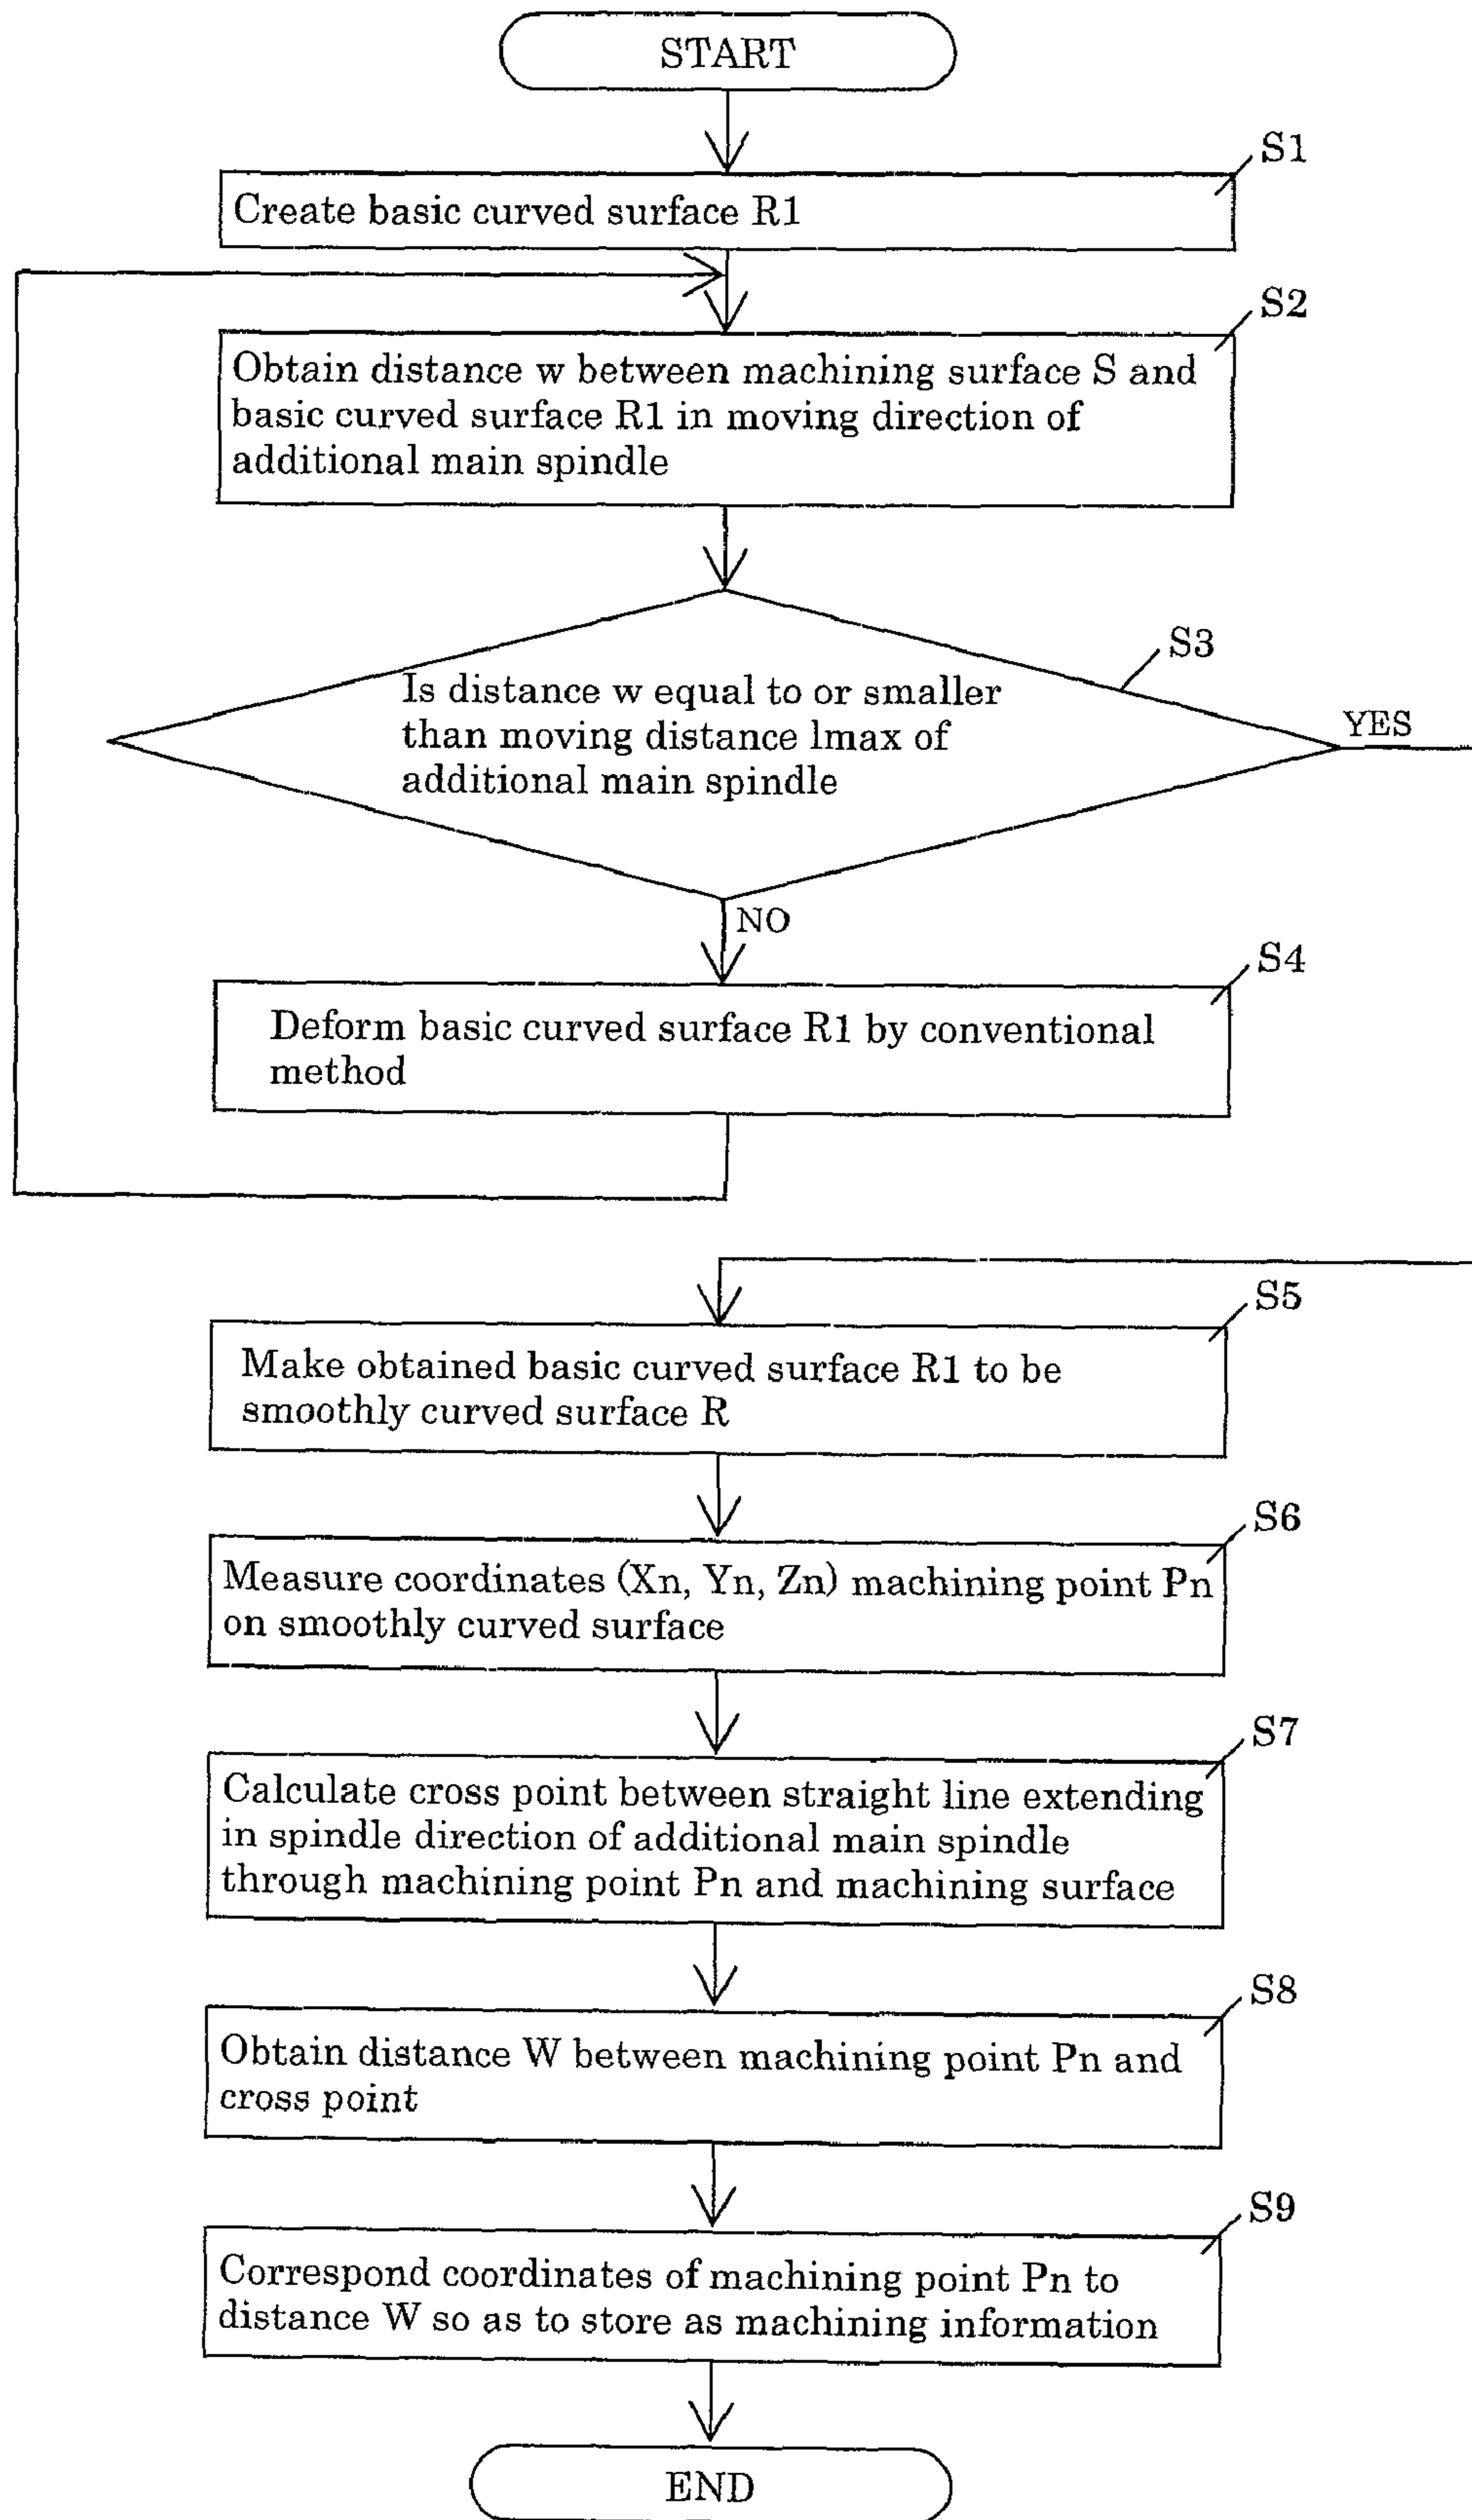 START
S1
Create basic curved surface R1
S2
Obtain distance w between machining surface S and
basic curved surface R1 in moving direction of
additional main spindle
S3
Is distance w equal to or smaller
than moving distance lmax of
additional main spindle
YES
NO
S4
Deform basic curved surface R1 by conventional
method
S5
Make obtained basic curved surface R1 to be
smoothly curved surface R
S6
Measure coordinates (Xn, Yn, Zn) machining point Pn
on smoothly curved surface
S7
Calculate cross point between straight line extending
in spindle direction of additional main spindle
through machining point Pn and machining surface
S8
Obtain distance W between machining point Pn and
cross point
S9
Correspond coordinates of machining point Pn to
distance W so as to store as machining information
END